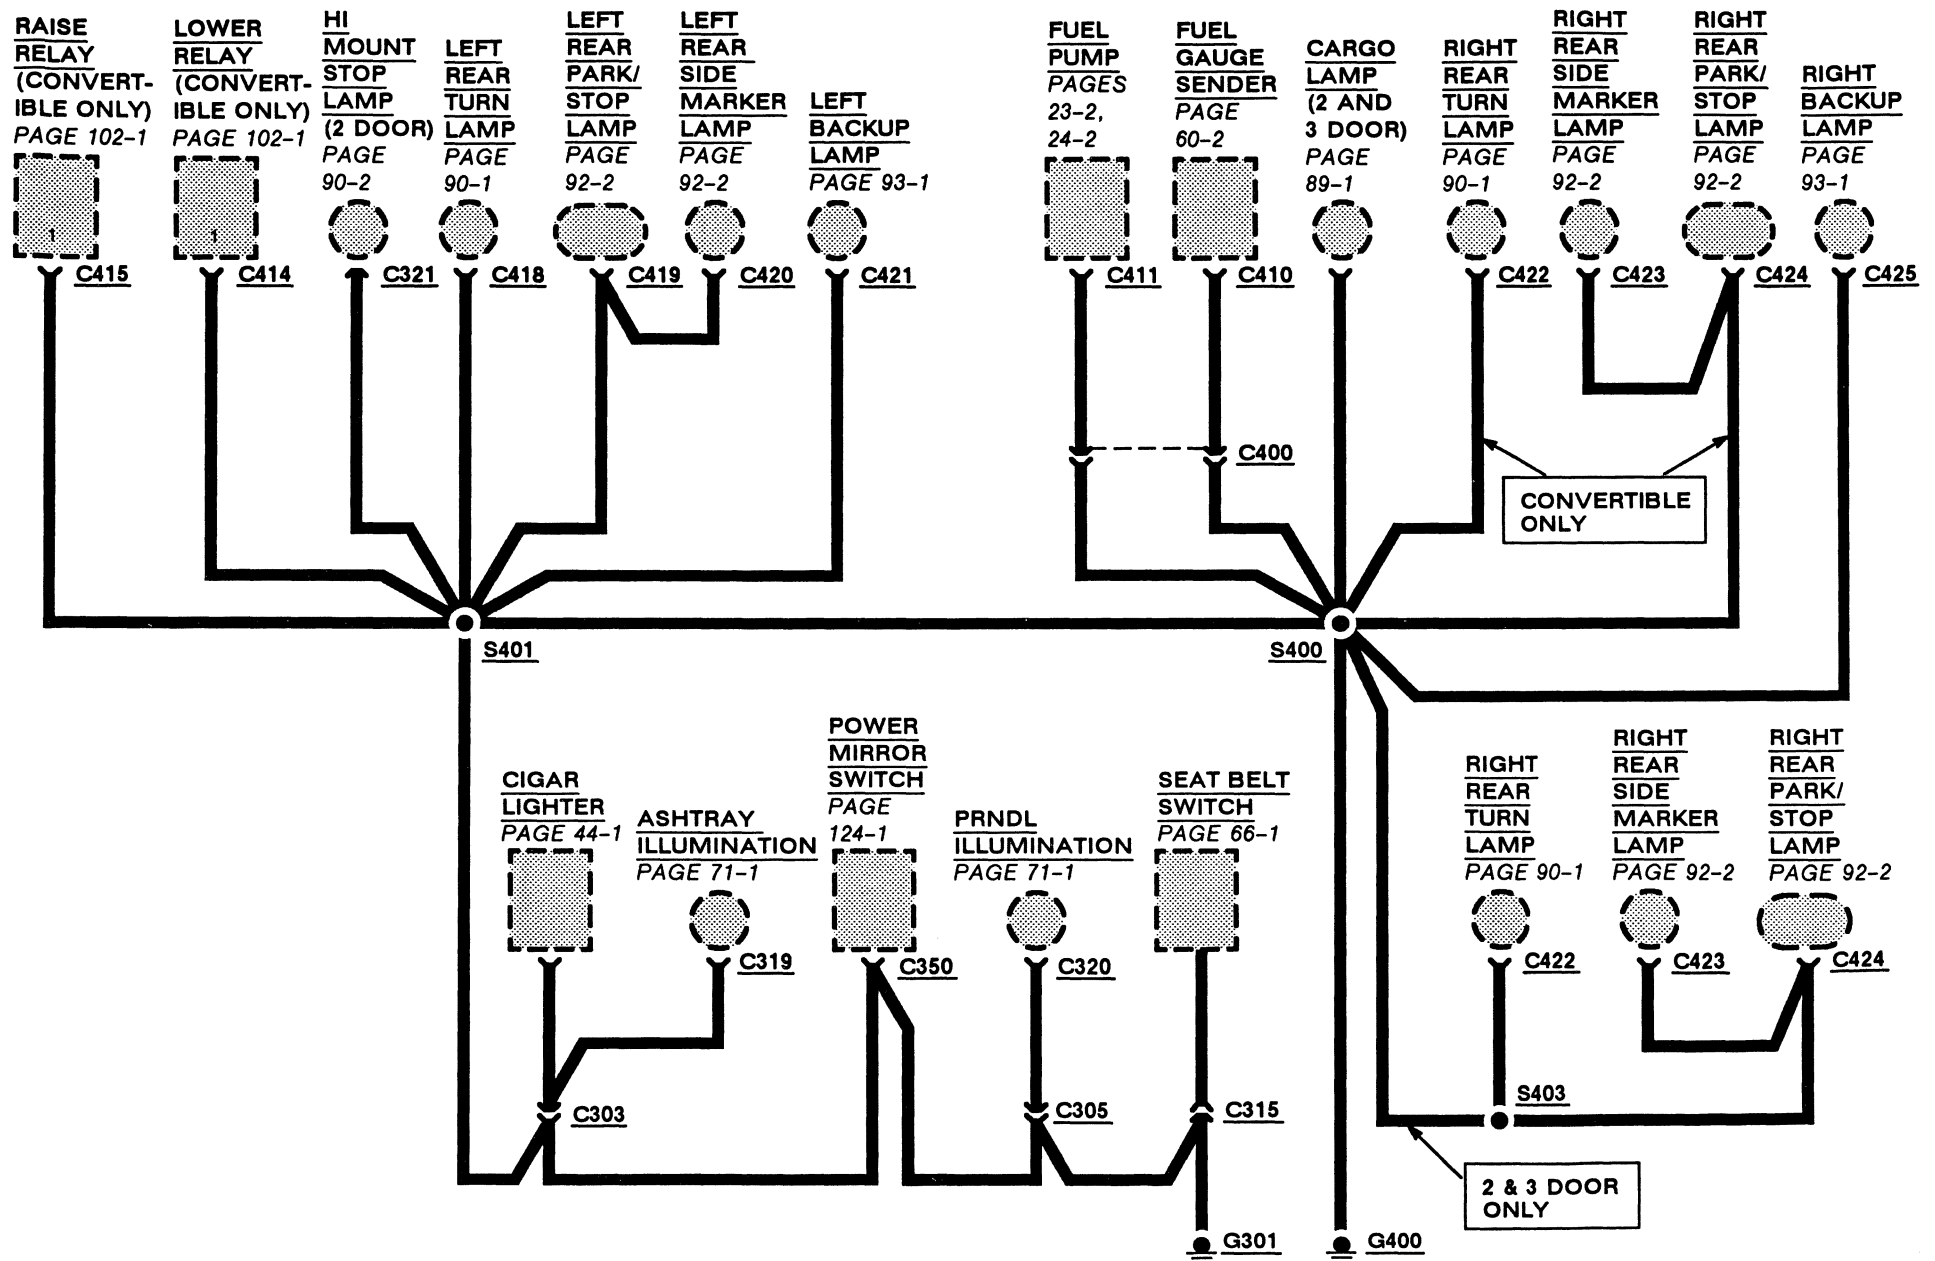 RAISE
RELAY
(CONVERT-
IBLE ONLY)
PAGE 102-1
1
C415
LOWER
RELAY
(CONVERT-
IBLE ONLY)
PAGE 102-1
1
C414
HI
MOUNT
STOP
LAMP
(2 DOOR)
PAGE
90-2
C321
LEFT
REAR
TURN
LAMP
PAGE
90-1
C418
LEFT
REAR
PARK/
STOP
LAMP
PAGE
92-2
C419
LEFT
REAR
SIDE
MARKER
LAMP
PAGE
92-2
C420
LEFT
BACKUP
LAMP
PAGE 93-1
C421
FUEL
PUMP
PAGES
23-2,
24-2
C411
FUEL
GAUGE
SENDER
PAGE
60-2
C410
CARGO
LAMP
(2 AND
3 DOOR)
PAGE
89-1
RIGHT
REAR
TURN
LAMP
PAGE
90-1
C422
RIGHT
REAR
SIDE
MARKER
LAMP
PAGE
92-2
C423
RIGHT
REAR
PARK/
STOP
LAMP
PAGE
92-2
C424
RIGHT
BACKUP
LAMP
PAGE
93-1
C425
C400
CONVERTIBLE
ONLY
S401
S400
CIGAR
LIGHTER
PAGE 44-1
ASHTRAY
ILLUMINATION
PAGE 71-1
C319
POWER
MIRROR
SWITCH
PAGE
124-1
C350
PRNDL
ILLUMINATION
PAGE 71-1
C320
SEAT BELT
SWITCH
PAGE 66-1
RIGHT
REAR
TURN
LAMP
PAGE 90-1
C422
RIGHT
REAR
SIDE
MARKER
LAMP
PAGE 92-2
C423
RIGHT
REAR
PARK/
STOP
LAMP
PAGE 92-2
C424
C303
C305
C315
S403
2 & 3 DOOR
ONLY
G301
G400